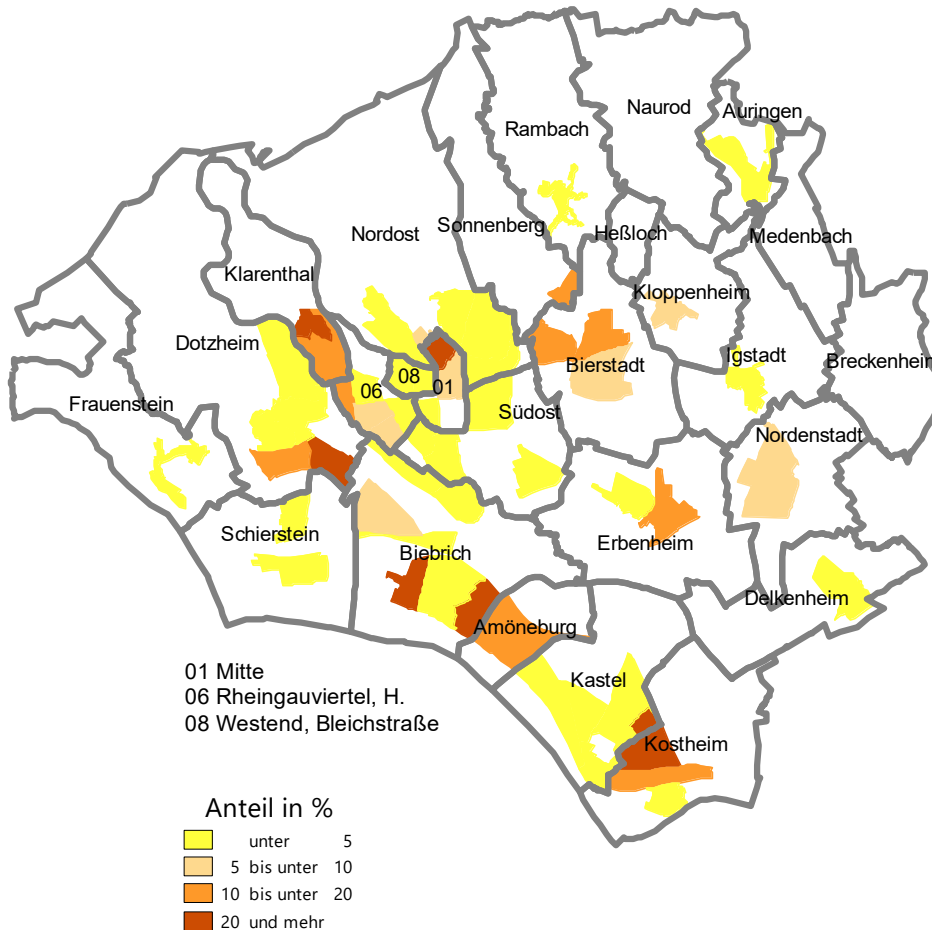 Naurod
Auringen
Rambach
Nordost
Sonnenberg
Heßloch
Medenbach
Klarenthal
Kloppenheim
Dotzheim
Igstadt
Breckenheim
Bierstadt
08
01
06
Frauenstein
Südost
Nordenstadt
Schierstein
Erbenheim
Biebrich
Delkenheim
Amöneburg
01 Mitte
06 Rheingauviertel, H.
08 Westend, Bleichstraße
Kastel
Kostheim
Anteil in %
unter 5
5 bis unter 10
10 bis unter 20
20 und mehr